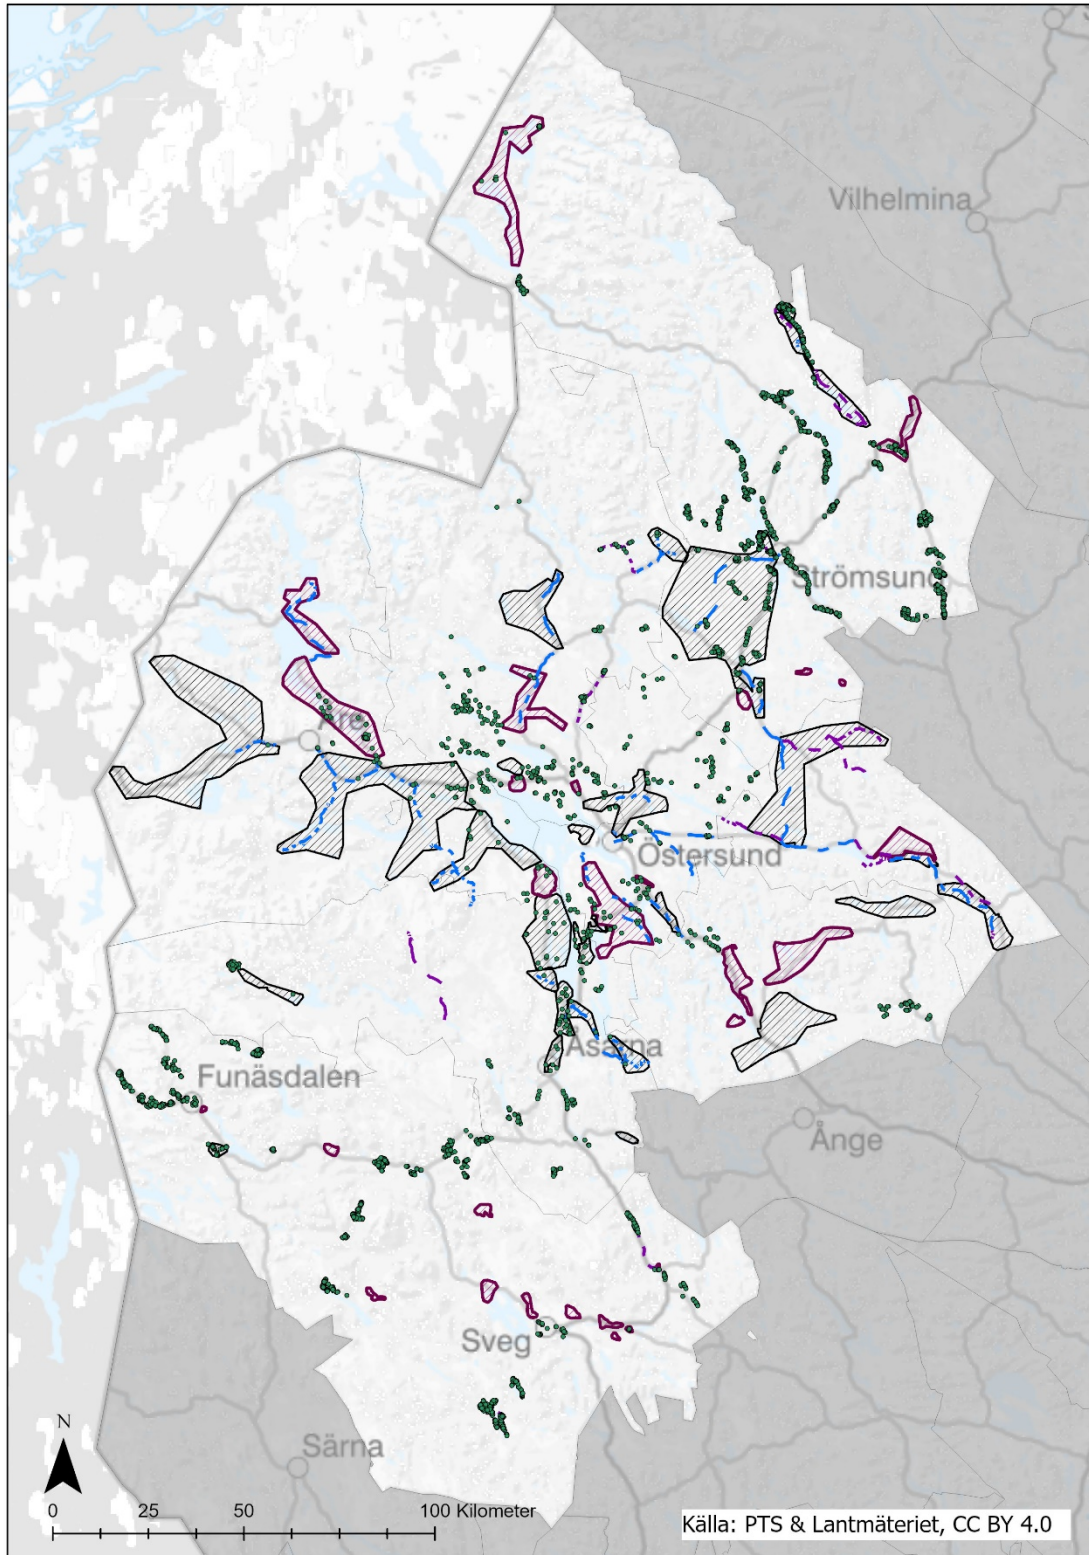 Vilhelmina
Strömsund
Åre
Östersund
Åsarna
Funäsdalen
Ånge
Sveg
Särna
N
0 25 50 100 Kilometer
Källa: PTS & Lantmäteriet, CC BY 4.0